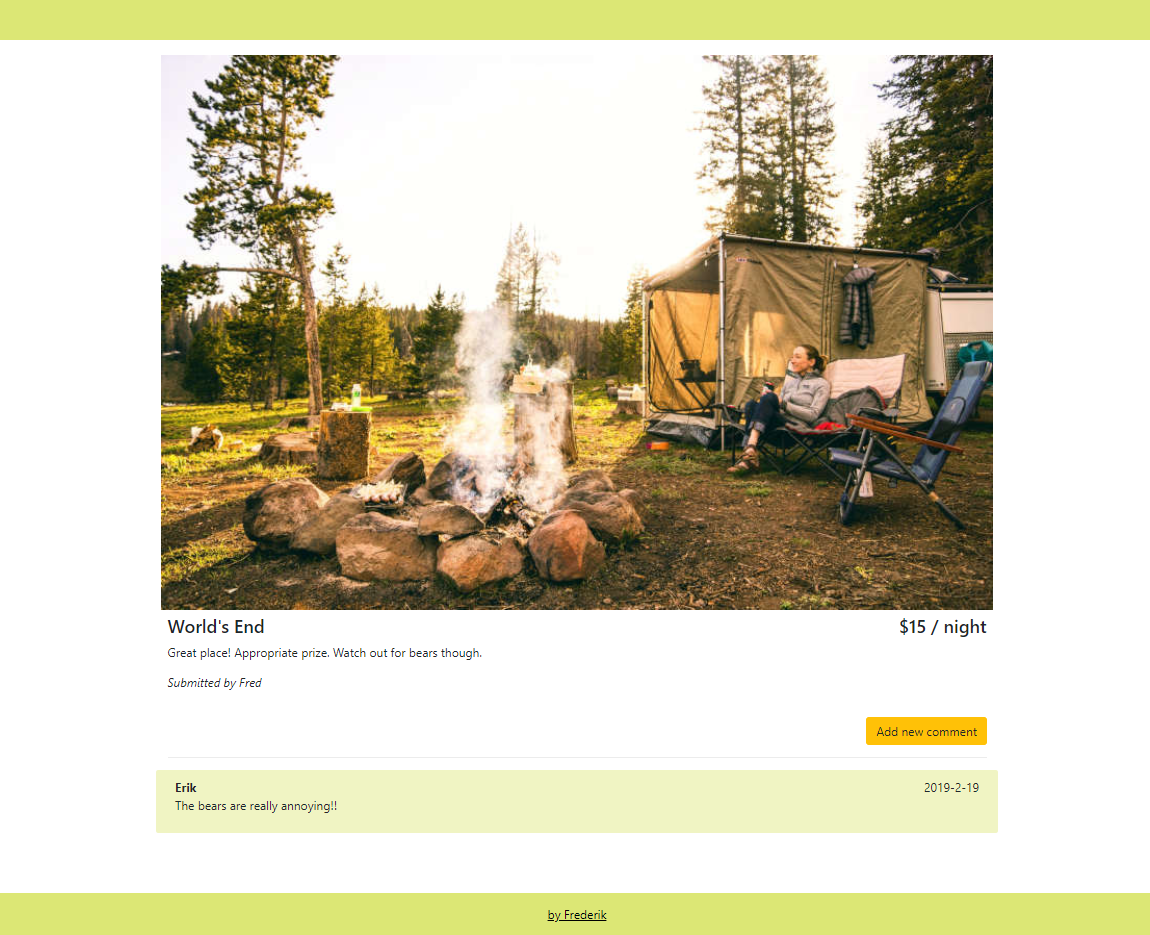 World's End
$15 / night
Great place! Appropriate prize. Watch out for bears though.
Submitted by Fred
Add new comment
Erik
2019-2-19
The bears are really annoying!!
by Frederik